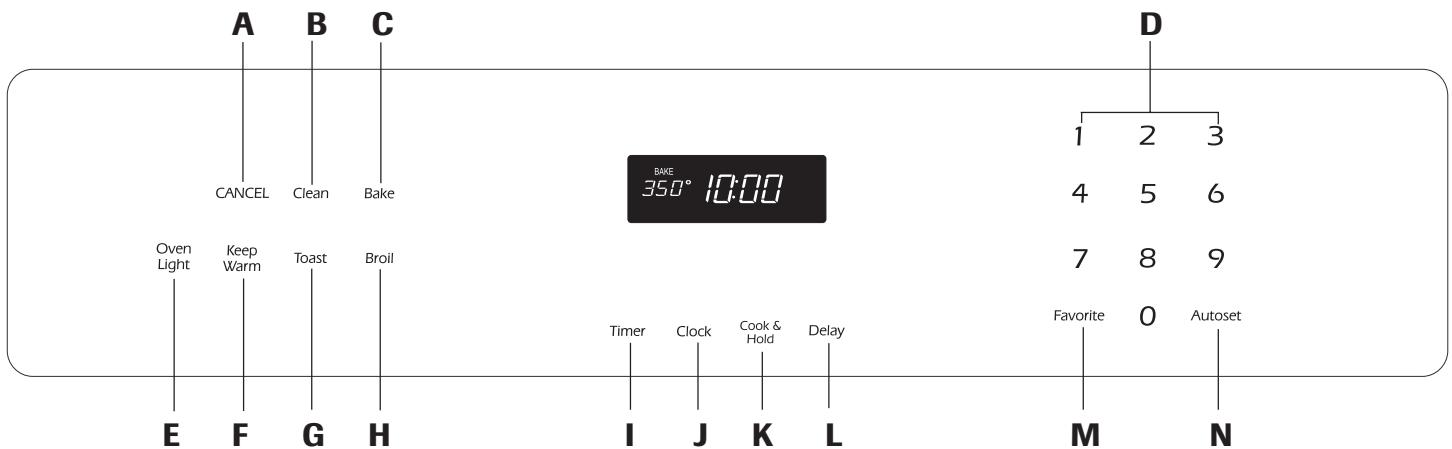 A B C D
1 2 3
BAKE
350° 10:00
CANCEL Clean Bake
4 5 6
Oven
Light
Keep
Warm
Toast Broil
7 8 9
Timer Clock
Cook &
Hold
Delay
Favorite 0 Autoset
E F G H I J K L M N